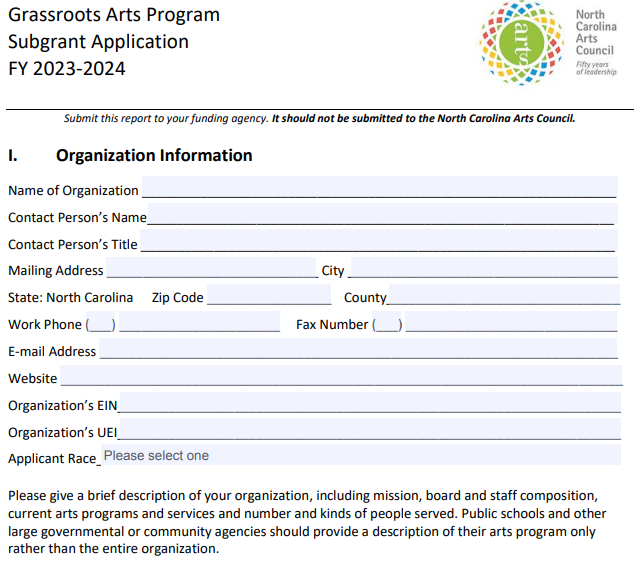 Grassroots Arts Program
Subgrant Application
FY 2023-2024
arts
North
Carolina
Arts
Council
Fifty years
of leadership
Submit this report to your funding agency. It should not be submitted to the North Carolina Arts Council.
I. Organization Information
Name of Organization
Contact Person’s Name
Contact Person’s Title
Mailing Address City
State: North Carolina Zip Code County
Work Phone (___) Fax Number (___)
E-mail Address
Website
Organization’s EIN
Organization’s UEI
Applicant Race Please select one
Please give a brief description of your organization, including mission, board and staff composition,
current arts programs and services and number and kinds of people served. Public schools and other
large governmental or community agencies should provide a description of their arts program only
rather than the entire organization.